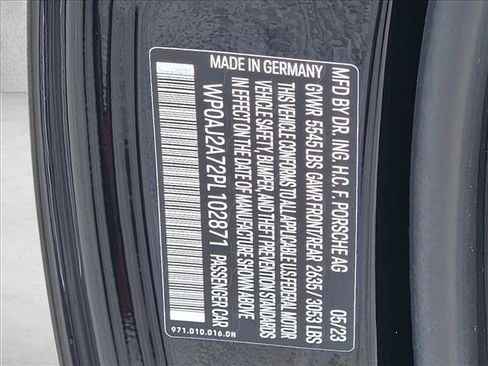 MFD BY DR. ING. H.C. F. PORSCHE AG 05/23
GVWR 5545 LBS GAWR FRONT/REAR 2635 / 3053 LBS
THIS VEHICLE CONFORMS TO ALL APPLICABLE U.S FEDERAL MOTOR
VEHICLE SAFETY, BUMPER, AND THEFT PREVENTION STANDARDS
IN EFFECT ON THE DATE OF MANUFACTURE SHOWN ABOVE
WP0AJ2A72PL102871 PASSENGER CAR
MADE IN GERMANY 971.010.016.DN